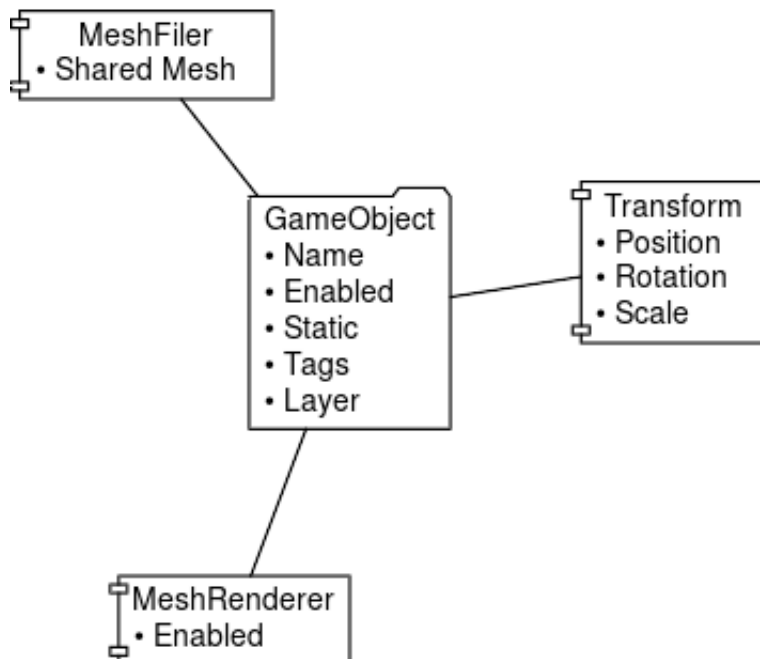 MeshFiler
• Shared Mesh
GameObject
• Name
• Enabled
• Static
• Tags
• Layer
Transform
• Position
• Rotation
• Scale
MeshRenderer
• Enabled